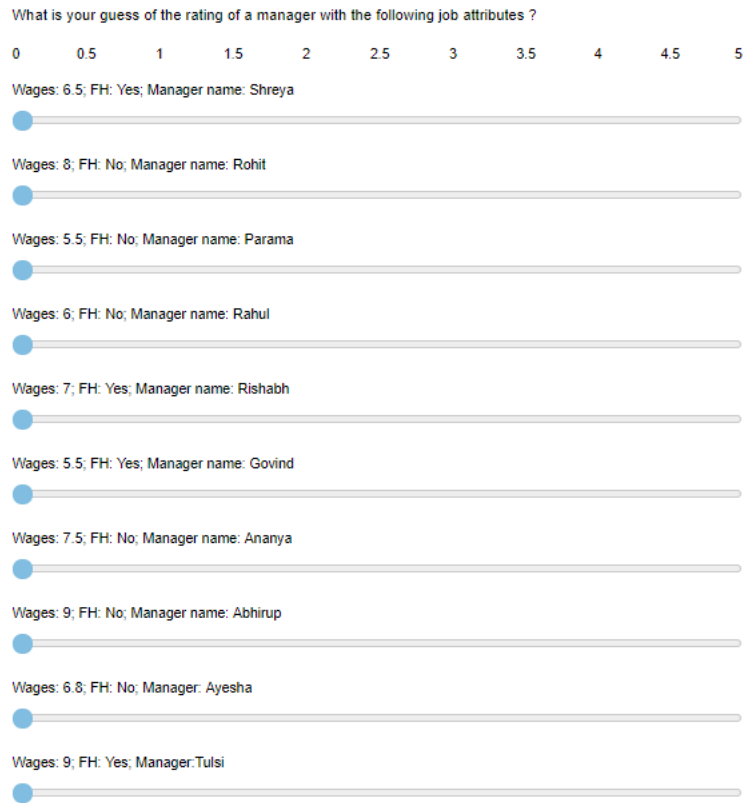 What is your guess of the rating of a manager with the following job attributes ?
0 0.5 1 1.5 2 2.5 3 3.5 4 4.5 5
Wages: 6.5; FH: Yes; Manager name: Shreya
Wages: 8; FH: No; Manager name: Rohit
Wages: 5.5; FH: No; Manager name: Parama
Wages: 6; FH: No; Manager name: Rahul
Wages: 7; FH: Yes; Manager name: Rishabh
Wages: 5.5; FH: Yes; Manager name: Govind
Wages: 7.5; FH: No; Manager name: Ananya
Wages: 9; FH: No; Manager name: Abhirup
Wages: 6.8; FH: No; Manager: Ayesha
Wages: 9; FH: Yes; Manager:Tulsi